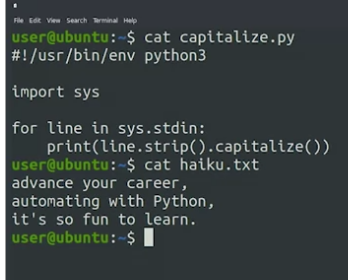 File Edit View Search Terminal Help
user@ubuntu:~$ cat capitalize.py
#!/usr/bin/env python3

import sys

for line in sys.stdin:
    print(line.strip().capitalize())
user@ubuntu:~$ cat haiku.txt
advance your career,
automating with Python,
it's so fun to learn.
user@ubuntu:~$